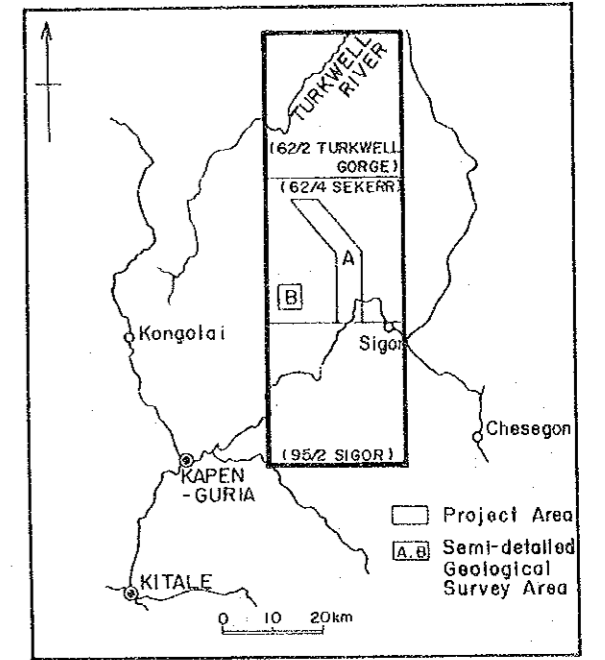 TURKWELL
RIVER
(62/2 TURKWELL
GORGE)
(62/4 SEKERR)
A
B
Kongolai
Sigor
Chesegon
(95/2 SIGOR)
KAPEN
-GURIA
Project Area
A.B Semi-detailed
Geological
Survey Area
KITALE
0 10 20km